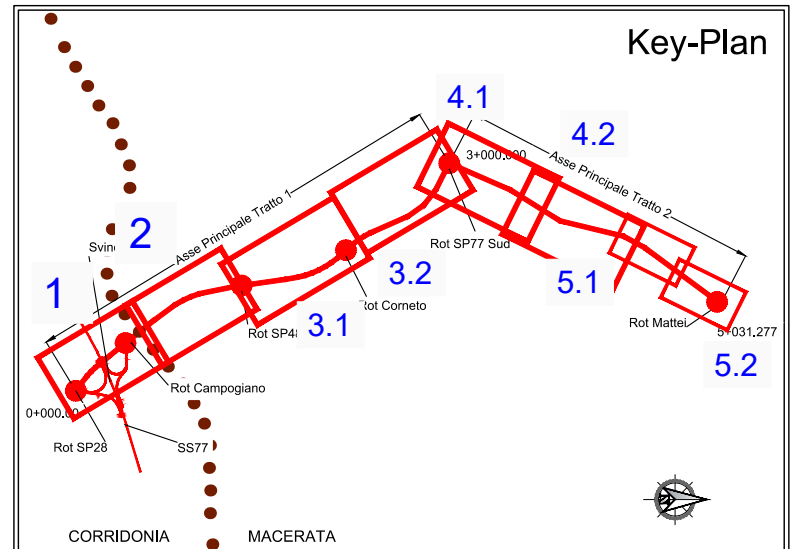 Key-Plan
4.1
4.2
3+000.000
Asse Principale Tratto 1
Asse Principale Tratto 2
2
Rot SP77 Sud
1
3.2
5.1
Rot Corneto
3.1
Rot SP48
Rot Mattei
5+031.277
5.2
Rot Campogiano
0+000.00
Rot SP28
SS77
CORRIDONIA
MACERATA